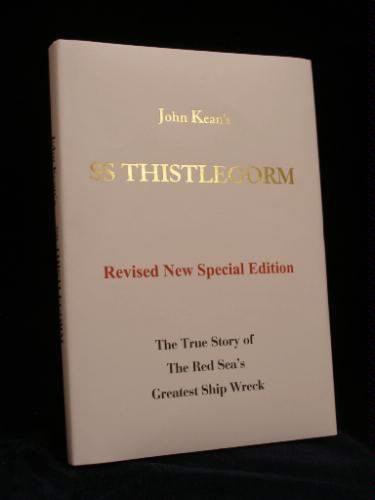 John Kean's
SS THISTLEGORM
Revised New Special Edition
The True Story of
The Red Sea's
Greatest Ship Wreck